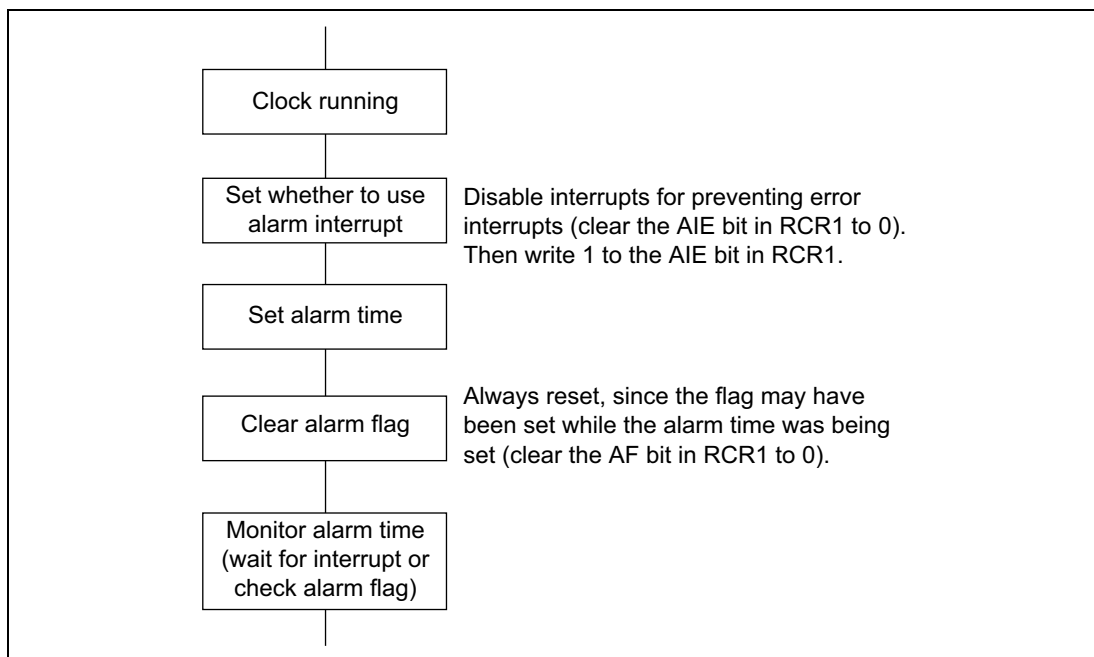 Clock running
Set whether to use
alarm interrupt
Disable interrupts for preventing error
interrupts (clear the AIE bit in RCR1 to 0).
Then write 1 to the AIE bit in RCR1.
Set alarm time
Clear alarm flag
Always reset, since the flag may have
been set while the alarm time was being
set (clear the AF bit in RCR1 to 0).
Monitor alarm time
(wait for interrupt or
check alarm flag)